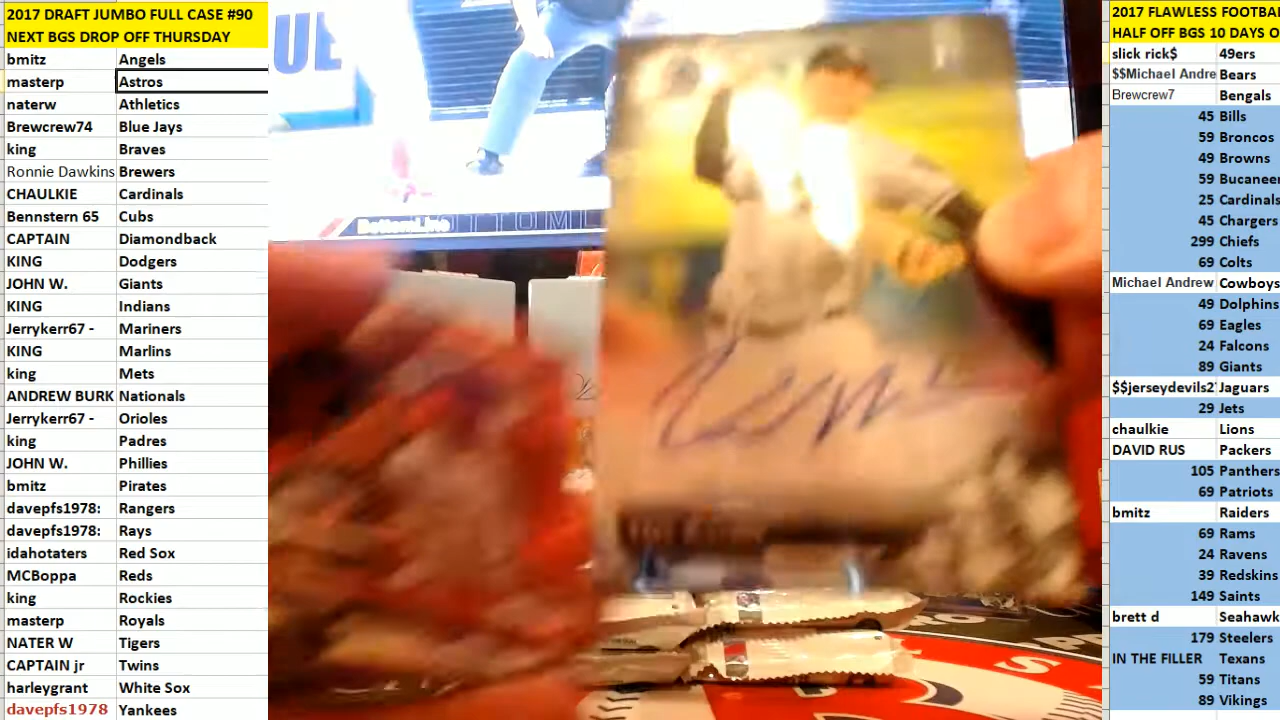 2017 DRAFT JUMBO FULL CASE #90
NEXT BGS DROP OFF THURSDAY
bmitz Angels
masterp Astros
naterw Athletics
Brewcrew74 Blue Jays
king Braves
Ronnie Dawkins Brewers
CHAULKIE Cardinals
Bennstern 65 Cubs
CAPTAIN Diamondback
KING Dodgers
JOHN W. Giants
KING Indians
Jerrykerr67 - Mariners
KING Marlins
king Mets
ANDREW BURK Nationals
Jerrykerr67 - Orioles
king Padres
JOHN W. Phillies
bmitz Pirates
davepfs1978: Rangers
davepfs1978: Rays
idahotaters Red Sox
MCBoppa Reds
king Rockies
masterp Royals
NATER W Tigers
CAPTAIN jr Twins
harleygrant White Sox
davepfs1978 Yankees
UE
BottomLine
2017 FLAWLESS FOOTBA
HALF OFF BGS 10 DAYS O
slick rick$ 49ers
$$Michael Andre Bears
Brewcrew7 Bengals
45 Bills
59 Broncos
49 Browns
59 Bucaneer
25 Cardinals
45 Chargers
299 Chiefs
69 Colts
Michael Andrew Cowboys
49 Dolphins
69 Eagles
24 Falcons
89 Giants
$$jerseydevils2 Jaguars
29 Jets
chaulkie Lions
DAVID RUS Packers
105 Panthers
69 Patriots
bmitz Raiders
69 Rams
24 Ravens
39 Redskins
149 Saints
brett d Seahawk
179 Steelers
IN THE FILLER Texans
59 Titans
89 Vikings